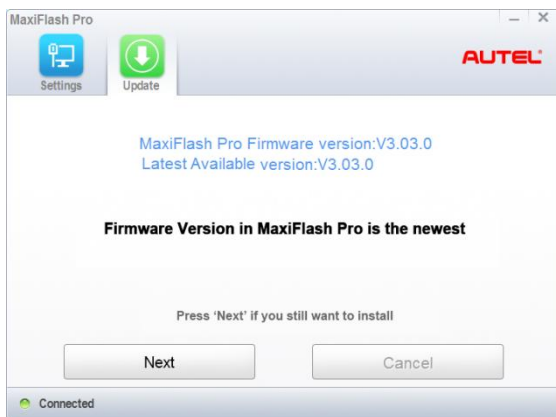 MaxiFlash Pro
Settings
Update
AUTEL
MaxiFlash Pro Firmware version:V3.03.0
Latest Available version:V3.03.0
Firmware Version in MaxiFlash Pro is the newest
Press ‘Next’ if you still want to install
Next
Cancel
Connected